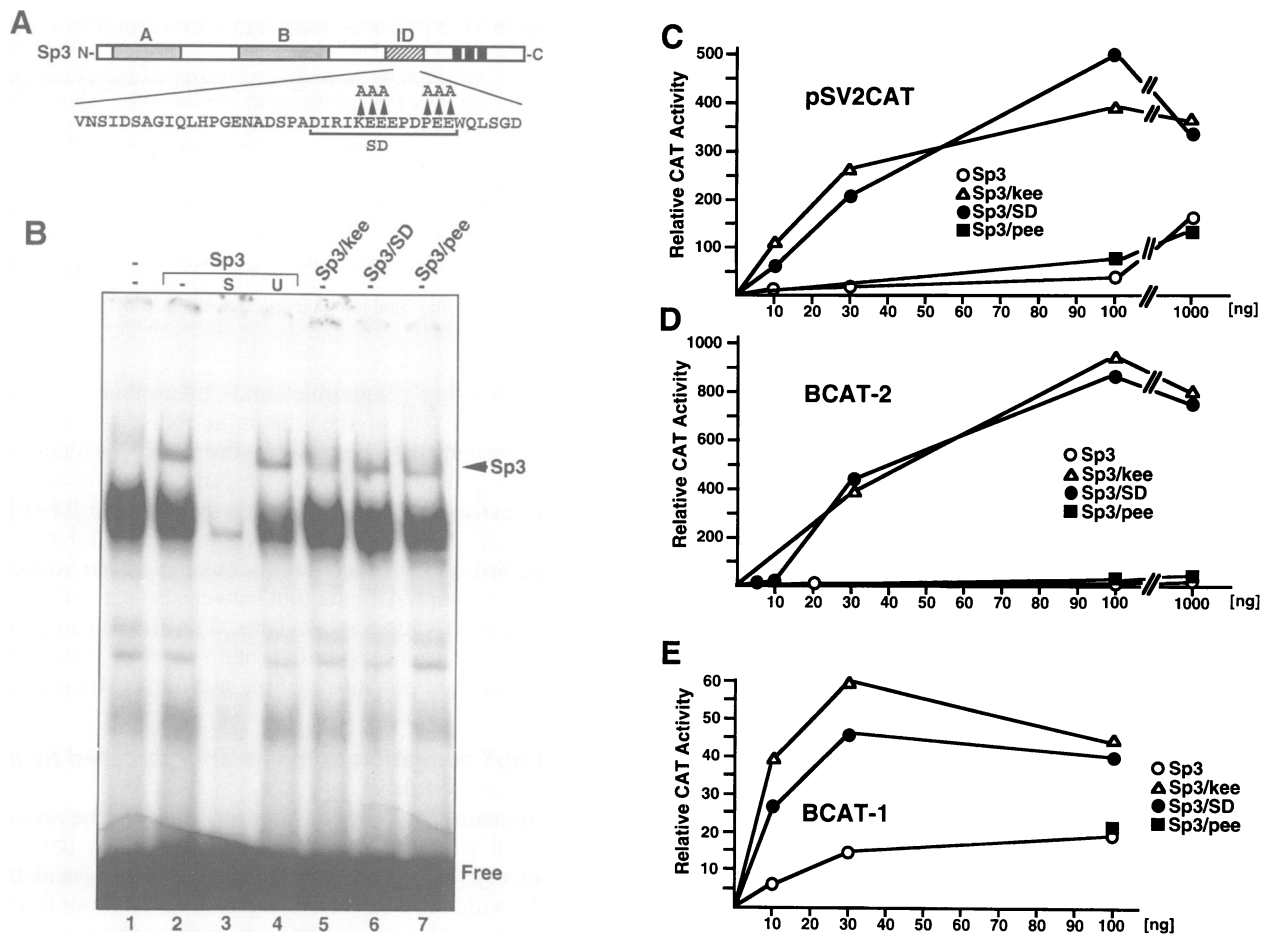 A
A B ID
Sp3 N- -C
AAA AAA
VNSIDSAGIQLHPGENADSPADIRIKEEEPDPEEWQLSGD
SD
B
- Sp3 Sp3/kee Sp3/SD Sp3/pee
- - S U - - -
Sp3
Free
1 2 3 4 5 6 7
C
pSV2CAT
Relative CAT Activity
500
400
300
200
100
Sp3
Sp3/kee
Sp3/SD
Sp3/pee
10 20 30 40 50 60 70 80 90 100 1000 [ng]
D
BCAT-2
Relative CAT Activity
1000
800
600
400
200
Sp3
Sp3/kee
Sp3/SD
Sp3/pee
10 20 30 40 50 60 70 80 90 100 1000 [ng]
E
BCAT-1
Relative CAT Activity
60
50
40
30
20
10
Sp3
Sp3/kee
Sp3/SD
Sp3/pee
10 20 30 40 50 60 70 80 90 100 [ng]